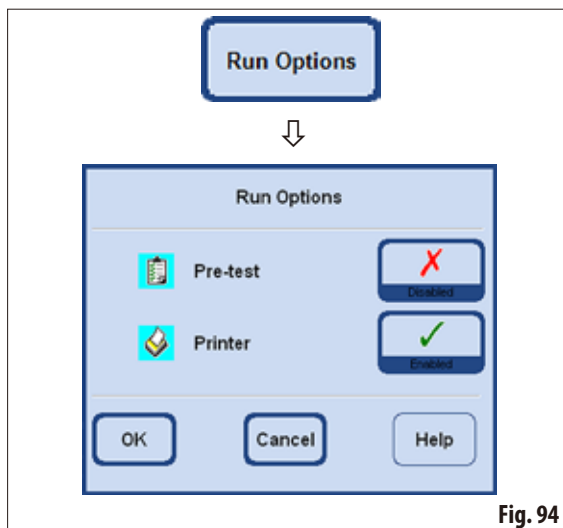 Run Options
Run Options
Pre-test
Disabled
Printer
Enabled
OK
Cancel
Help
Fig. 94